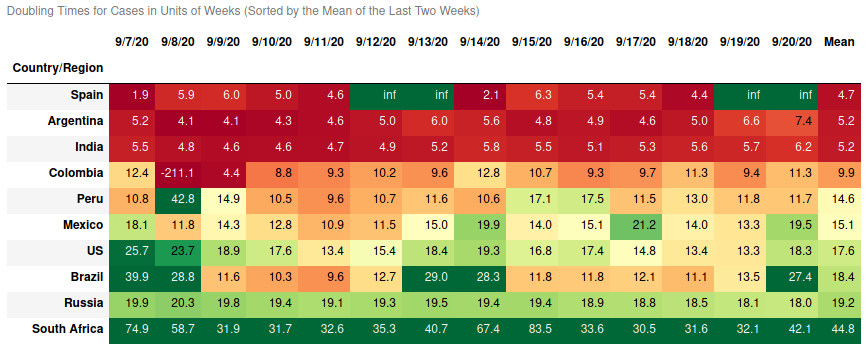 Doubling Times for Cases in Units of Weeks (Sorted by the Mean of the Last Two Weeks)
9/7/20 9/8/20 9/9/20 9/10/20 9/11/20 9/12/20 9/13/20 9/14/20 9/15/20 9/16/20 9/17/20 9/18/20 9/19/20 9/20/20 Mean
Country/Region
Spain 1.9 5.9 6.0 5.0 4.6 inf inf 2.1 6.3 5.4 5.4 4.4 inf inf 4.7
Argentina 5.2 4.1 4.1 4.3 4.6 5.0 6.0 5.6 4.8 4.9 4.6 5.0 6.6 7.4 5.2
India 5.5 4.8 4.6 4.6 4.7 4.9 5.2 5.8 5.5 5.1 5.3 5.6 5.7 6.2 5.2
Colombia 12.4 -211.1 4.4 8.8 9.3 10.2 9.6 12.8 10.7 9.3 9.7 11.3 9.4 11.3 9.9
Peru 10.8 42.8 14.9 10.5 9.6 10.7 11.6 10.6 17.1 17.5 11.5 13.0 11.8 11.7 14.6
Mexico 18.1 11.8 14.3 12.8 10.9 11.5 15.0 19.9 14.0 15.1 21.2 14.0 13.3 19.5 15.1
US 25.7 23.7 18.9 17.6 13.4 15.4 18.4 19.3 16.8 17.4 14.8 13.4 13.3 18.3 17.6
Brazil 39.9 28.8 11.6 10.3 9.6 12.7 29.0 28.3 11.8 11.8 12.1 11.1 13.5 27.4 18.4
Russia 19.9 20.3 19.8 19.4 19.1 19.3 19.5 19.4 19.4 18.9 18.8 18.5 18.1 18.0 19.2
South Africa 74.9 58.7 31.9 31.7 32.6 35.3 40.7 67.4 83.5 33.6 30.5 31.6 32.1 42.1 44.8